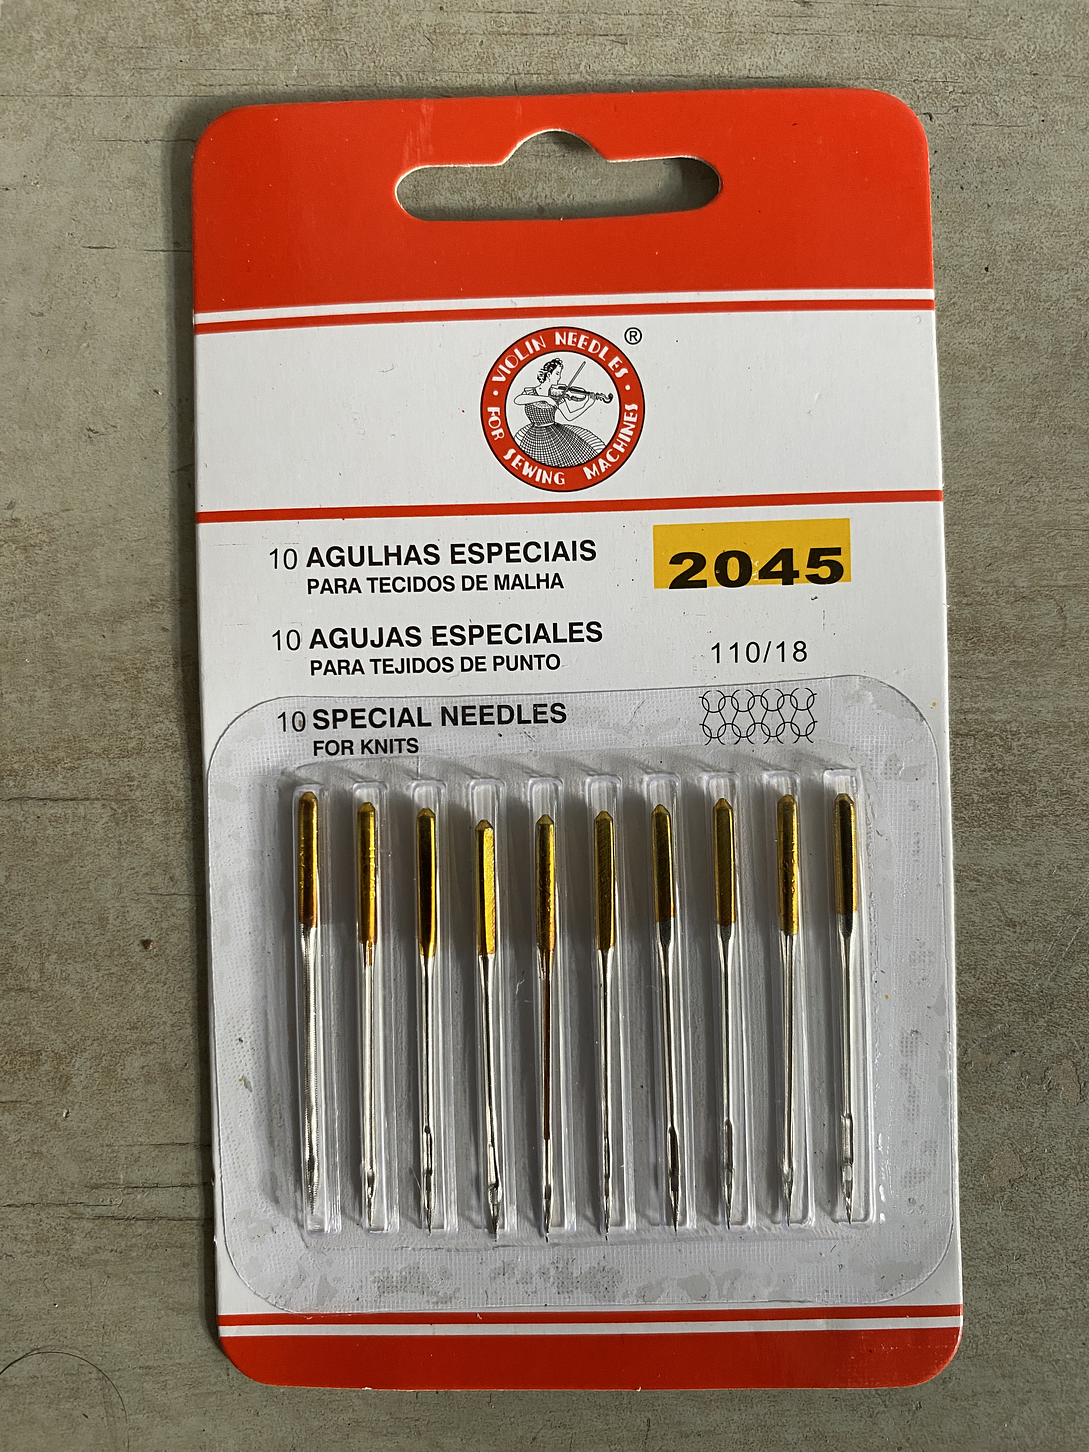 VIOLIN NEEDLES
®
FOR SEWING MACHINES
10 AGULHAS ESPECIAIS
PARA TECIDOS DE MALHA
2045
10 AGUJAS ESPECIALES
PARA TEJIDOS DE PUNTO
110/18
10 SPECIAL NEEDLES
FOR KNITS